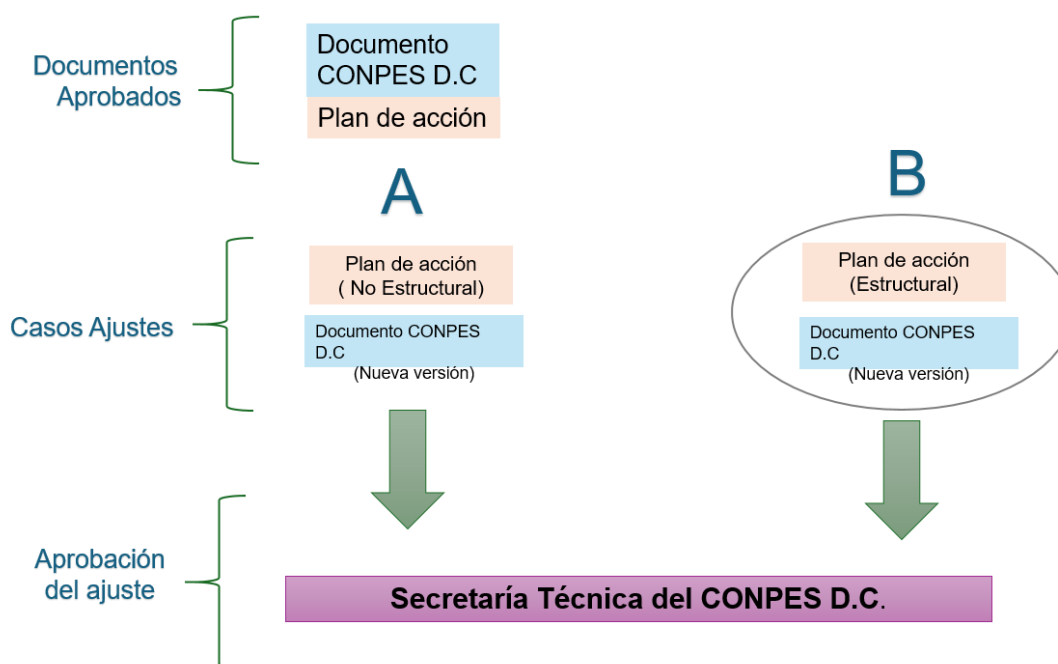 Documentos
Aprobados
Documento
CONPES D.C
Plan de acción
A
B
Casos Ajustes
Plan de acción
( No Estructural)
Documento CONPES
D.C
(Nueva versión)
Plan de acción
(Estructural)
Documento CONPES
D.C
(Nueva versión)
Aprobación
del ajuste
Secretaría Técnica del CONPES D.C.